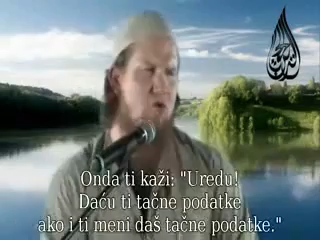 Onda ti kaži: "Uredu!
Daću ti tačne podatke
ako i ti meni daš tačne podatke."